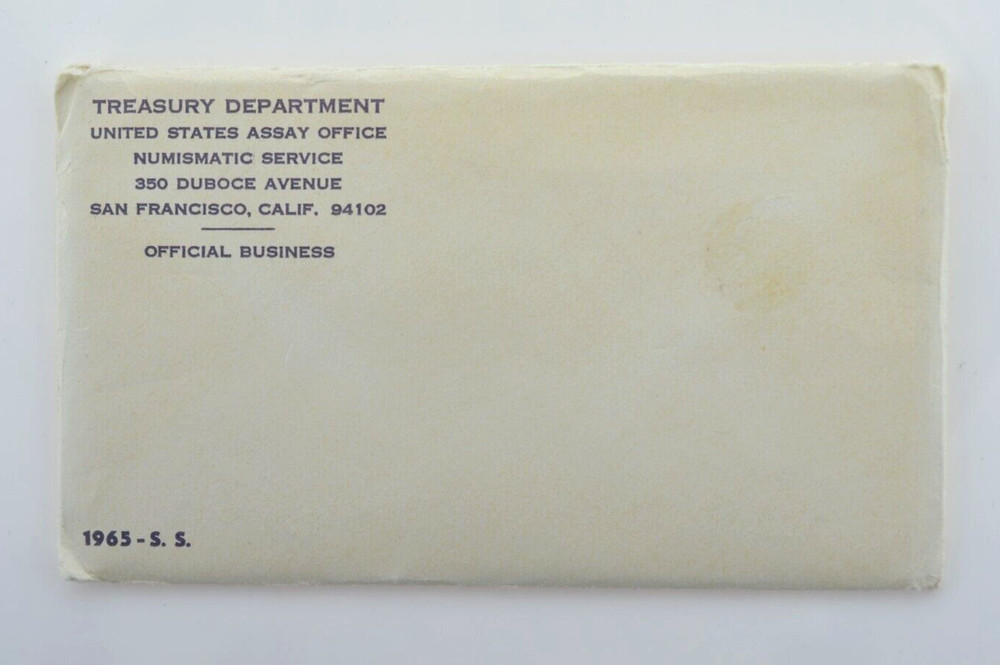 TREASURY DEPARTMENT
UNITED STATES ASSAY OFFICE
NUMISMATIC SERVICE
350 DUBOCE AVENUE
SAN FRANCISCO, CALIF. 94102
OFFICIAL BUSINESS
1965 - S. S.